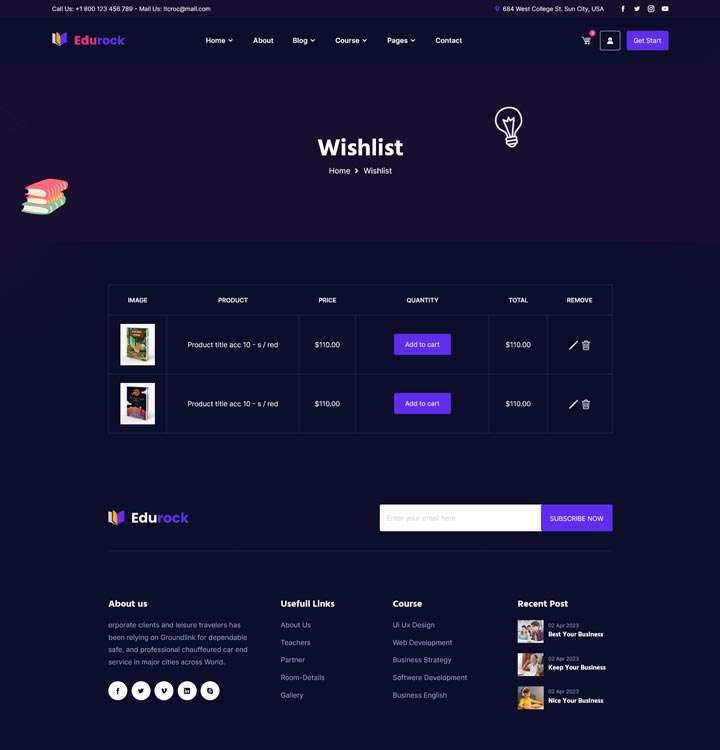 Call Us: +1 800 123 456 789 - Mail Us: Itcroc@mail.com
684 West College St. Sun City, USA
Edurock
Home About Blog Course Pages Contact
Get Start
Wishlist
Home Wishlist
IMAGE PRODUCT PRICE QUANTITY TOTAL REMOVE
Product title acc 10 - s / red $110.00 Add to cart $110.00
Product title acc 10 - s / red $110.00 Add to cart $110.00
Edurock
Enter your email here
SUBSCRIBE NOW
About us
orporate clients and leisure travelers has
been relying on Groundlink for dependable
safe, and professional chauffeured car end
service in major cities across World.
Usefull Links
About Us
Teachers
Partner
Room-Details
Gallery
Course
Ui Ux Design
Web Development
Business Strategy
Softwere Development
Business English
Recent Post
02 Apr 2023
Best Your Business
02 Apr 2023
Keep Your Business
02 Apr 2023
Nice Your Business